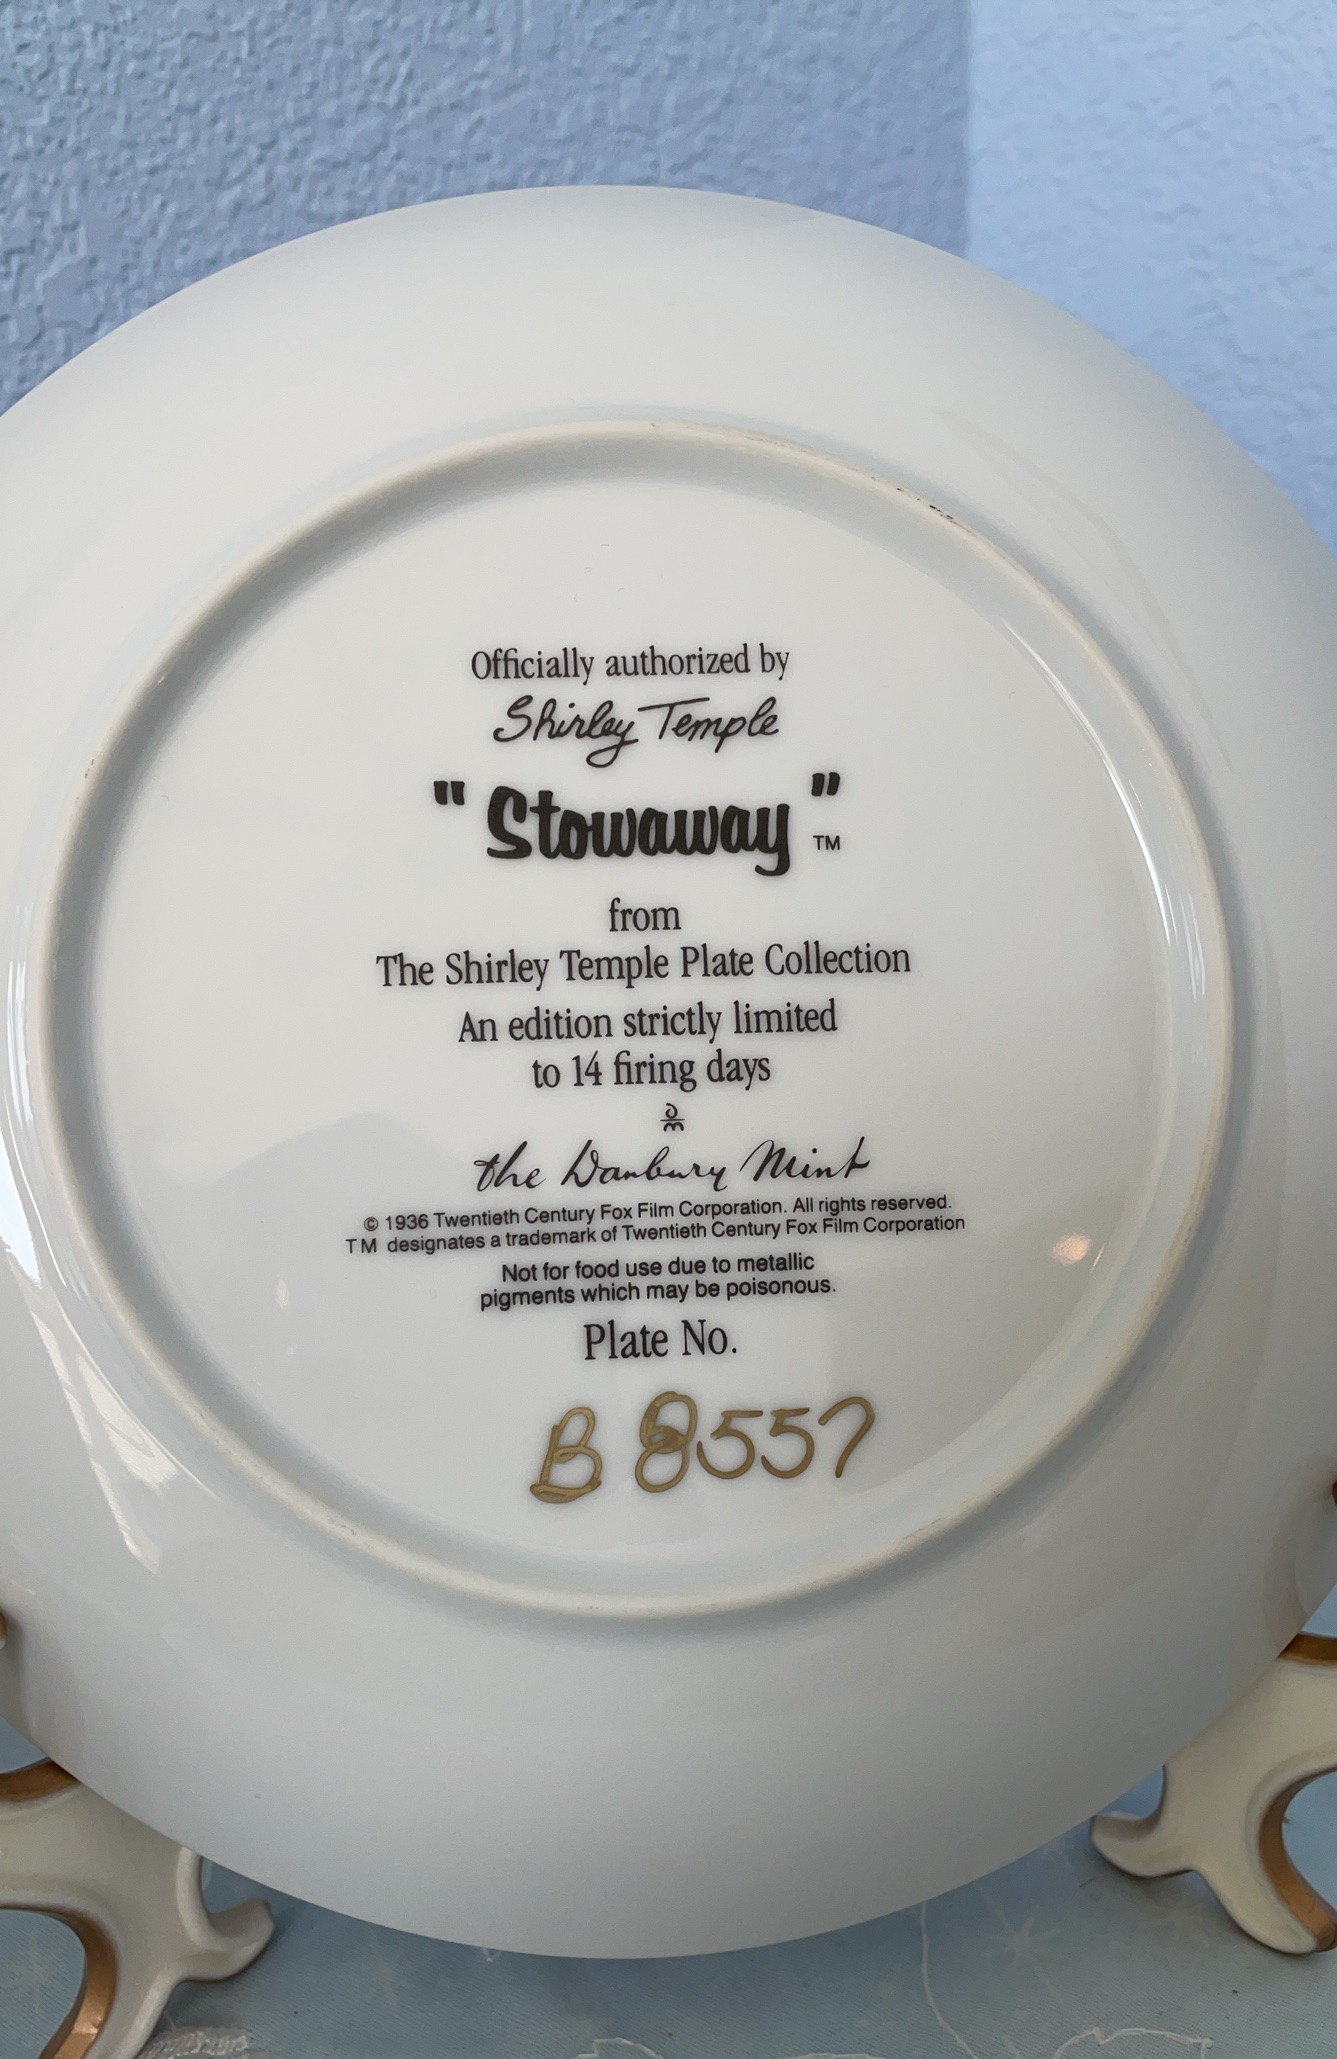 Officially authorized by
Shirley Temple
"Stowaway" TM
from
The Shirley Temple Plate Collection
An edition strictly limited
to 14 firing days
DM
the Danbury Mint
© 1936 Twentieth Century Fox Film Corporation. All rights reserved.
TM designates a trademark of Twentieth Century Fox Film Corporation
Not for food use due to metallic
pigments which may be poisonous.
Plate No.
B 8557